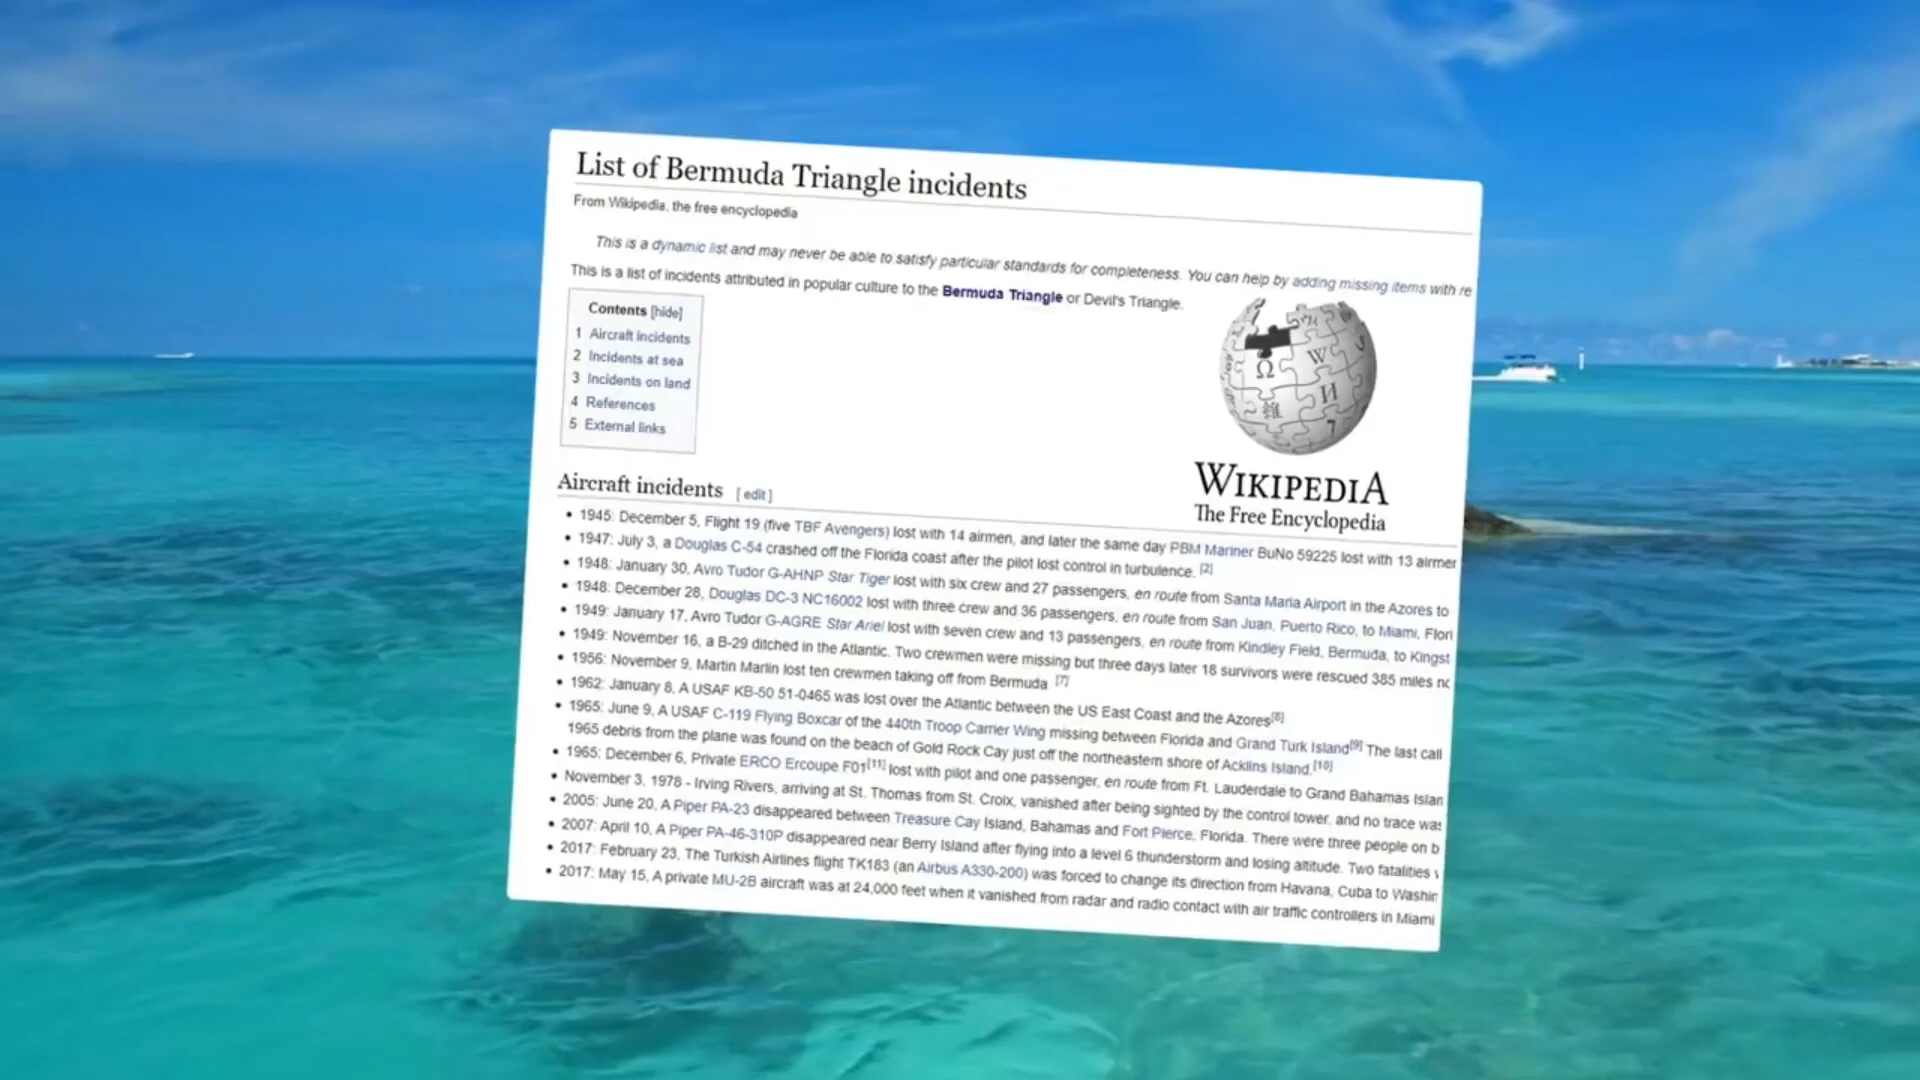 List of Bermuda Triangle incidents
From Wikipedia, the free encyclopedia
This is a dynamic list and may never be able to satisfy particular standards for completeness. You can help by adding missing items with re
This is a list of incidents attributed in popular culture to the Bermuda Triangle or Devil's Triangle.
Contents [hide]
1 Aircraft incidents
2 Incidents at sea
3 Incidents on land
4 References
5 External links
WIKIPEDIA
The Free Encyclopedia
Aircraft incidents [ edit ]
• 1945: December 5, Flight 19 (five TBF Avengers) lost with 14 airmen, and later the same day PBM Mariner BuNo 59225 lost with 13 airmer
• 1947: July 3, a Douglas C-54 crashed off the Florida coast after the pilot lost control in turbulence. [2]
• 1948: January 30, Avro Tudor G-AHNP Star Tiger lost with six crew and 27 passengers, en route from Santa Maria Airport in the Azores to
• 1948: December 28, Douglas DC-3 NC16002 lost with three crew and 36 passengers, en route from San Juan, Puerto Rico, to Miami, Flori
• 1949: January 17, Avro Tudor G-AGRE Star Ariel lost with seven crew and 13 passengers, en route from Kindley Field, Bermuda, to Kingst
• 1949: November 16, a B-29 ditched in the Atlantic. Two crewmen were missing but three days later 18 survivors were rescued 385 miles nc
• 1956: November 9, Martin Marlin lost ten crewmen taking off from Bermuda. [7]
• 1962: January 8, A USAF KB-50 51-0465 was lost over the Atlantic between the US East Coast and the Azores[8]
• 1965: June 9, A USAF C-119 Flying Boxcar of the 440th Troop Carrier Wing missing between Florida and Grand Turk Island[9] The last call
1965 debris from the plane was found on the beach of Gold Rock Cay just off the northeastern shore of Acklins Island.[10]
• 1965: December 6, Private ERCO Ercoupe F01[11] lost with pilot and one passenger, en route from Ft. Lauderdale to Grand Bahamas Islan
• November 3, 1978 - Irving Rivers, arriving at St. Thomas from St. Croix, vanished after being sighted by the control tower, and no trace was
• 2005: June 20, A Piper PA-23 disappeared between Treasure Cay Island, Bahamas and Fort Pierce, Florida. There were three people on b
• 2007: April 10, A Piper PA-46-310P disappeared near Berry Island after flying into a level 6 thunderstorm and losing altitude. Two fatalities
• 2017: February 23, The Turkish Airlines flight TK183 (an Airbus A330-200) was forced to change its direction from Havana, Cuba to Washin
• 2017: May 15, A private MU-2B aircraft was at 24,000 feet when it vanished from radar and radio contact with air traffic controllers in Miami